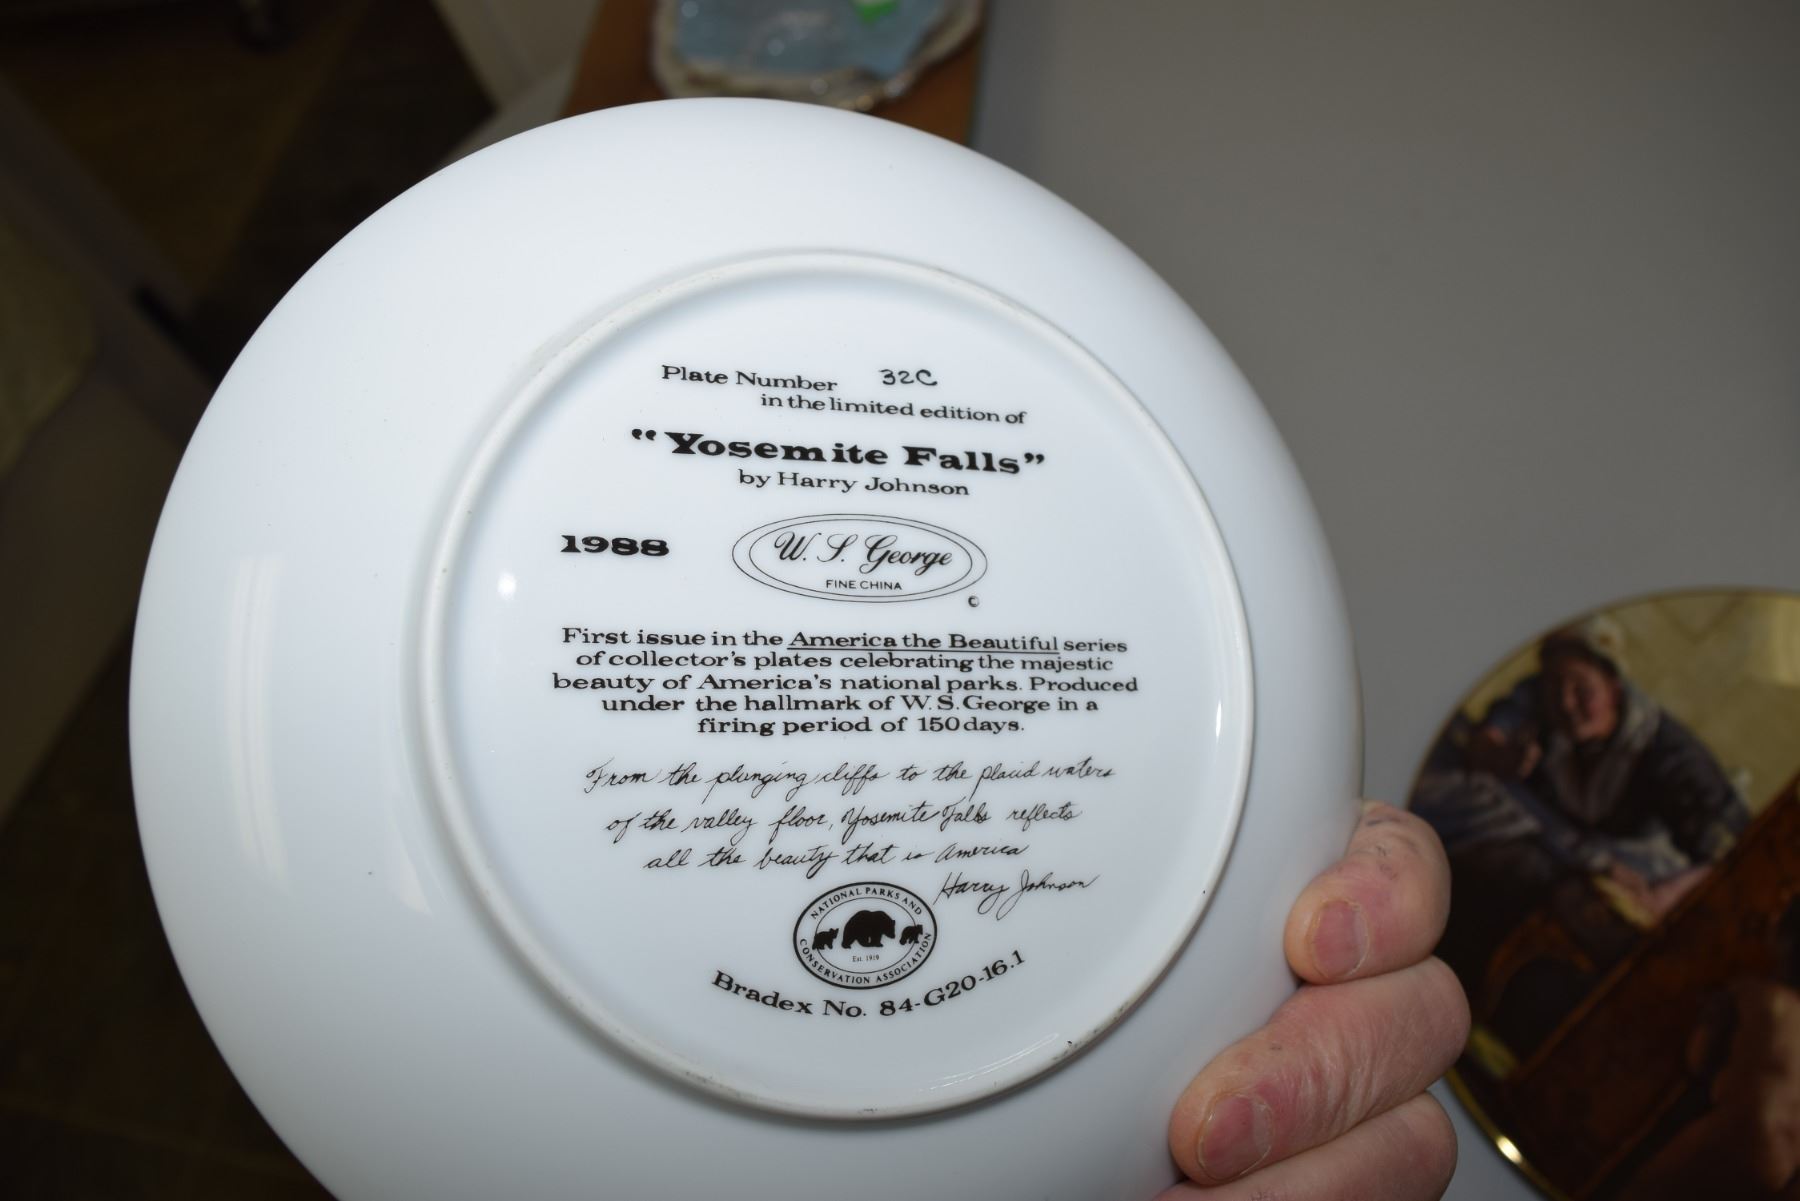 Plate Number 32C
in the limited edition of
"Yosemite Falls"
by Harry Johnson
1988
W. S. George
FINE CHINA
©
First issue in the America the Beautiful series
of collector's plates celebrating the majestic
beauty of America's national parks. Produced
under the hallmark of W.S.George in a
firing period of 150 days.
From the plunging cliffs to the placid waters
of the valley floor, Yosemite Falls reflects
all the beauty that is America
Harry Johnson
NATIONAL PARKS AND
CONSERVATION ASSOCIATION
Est. 1919
Bradex No. 84-G20-16.1